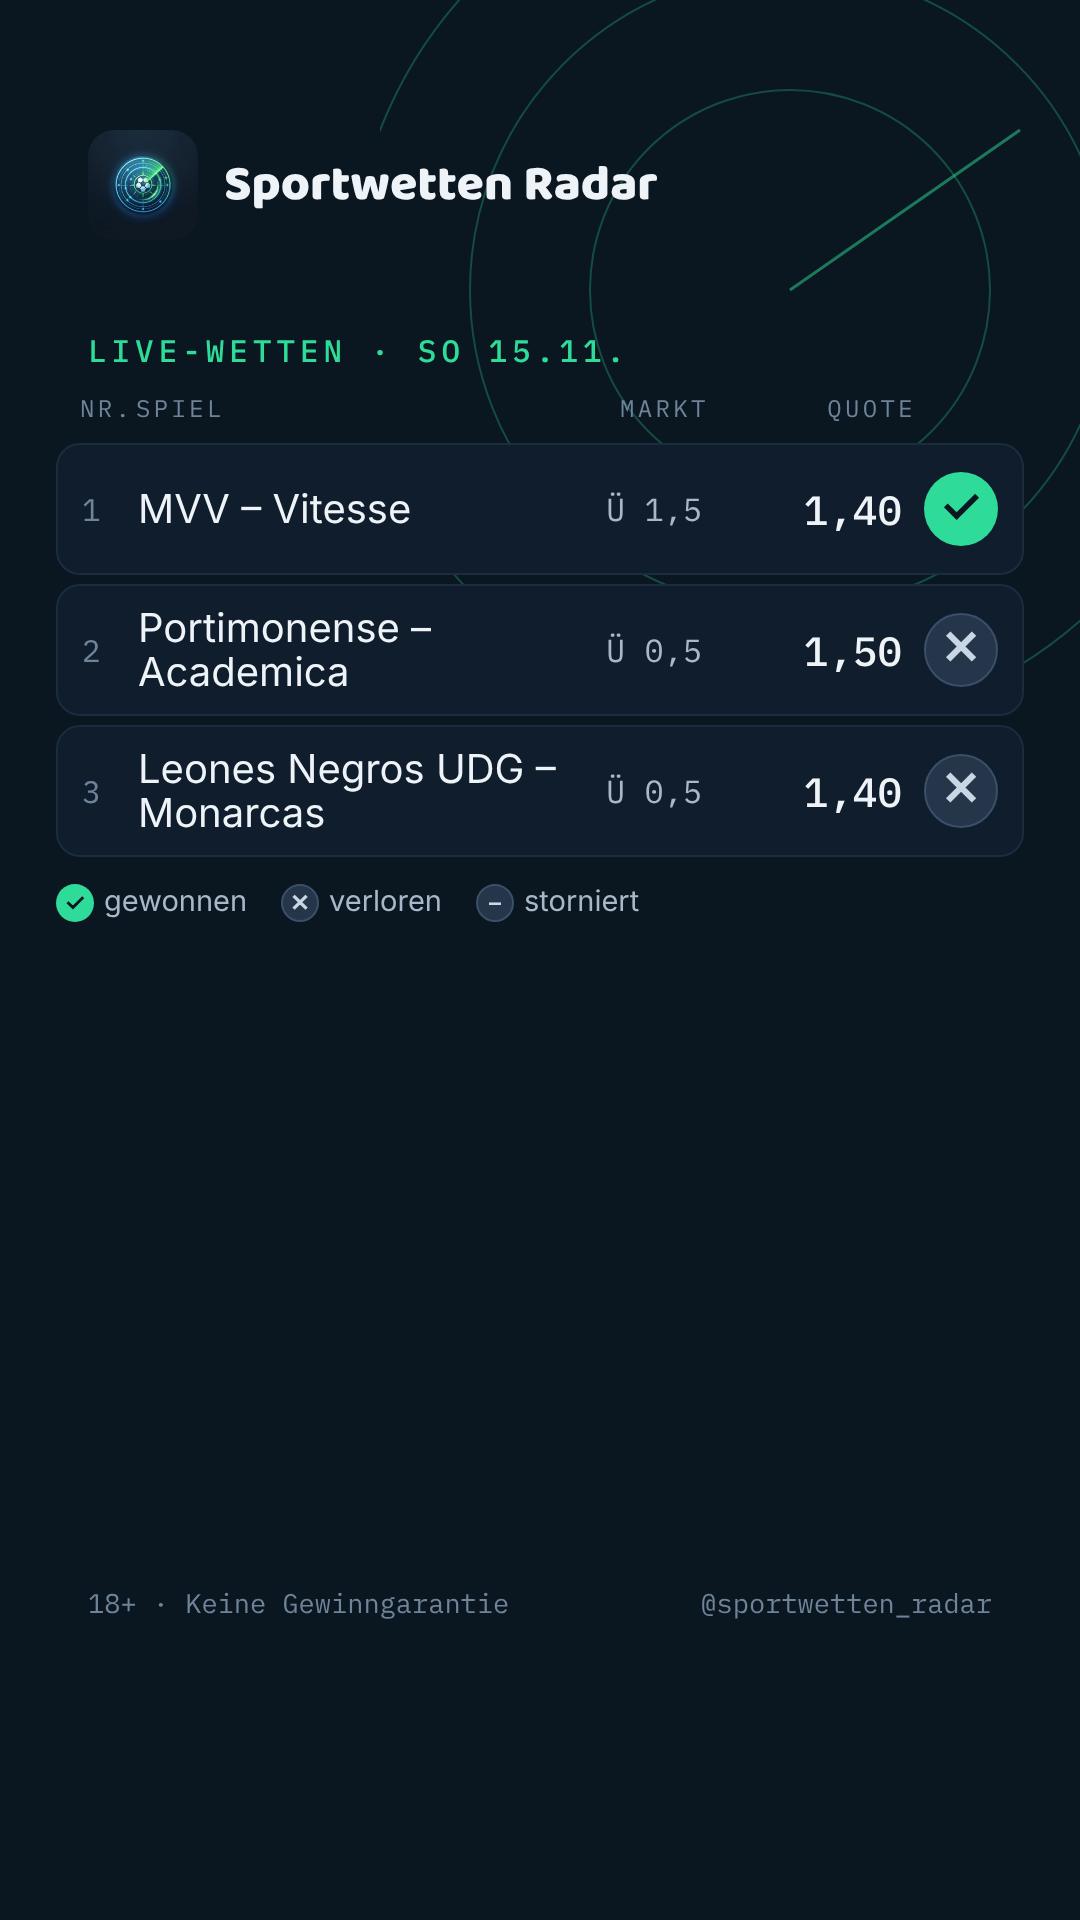 Sportwetten Radar
LIVE-WETTEN · SO 15.11.
NR. SPIEL MARKT QUOTE
1 MVV – Vitesse Ü 1,5 1,40
2 Portimonense –
Academica Ü 0,5 1,50
3 Leones Negros UDG –
Monarcas Ü 0,5 1,40
gewonnen verloren storniert
18+ · Keine Gewinngarantie @sportwetten_radar